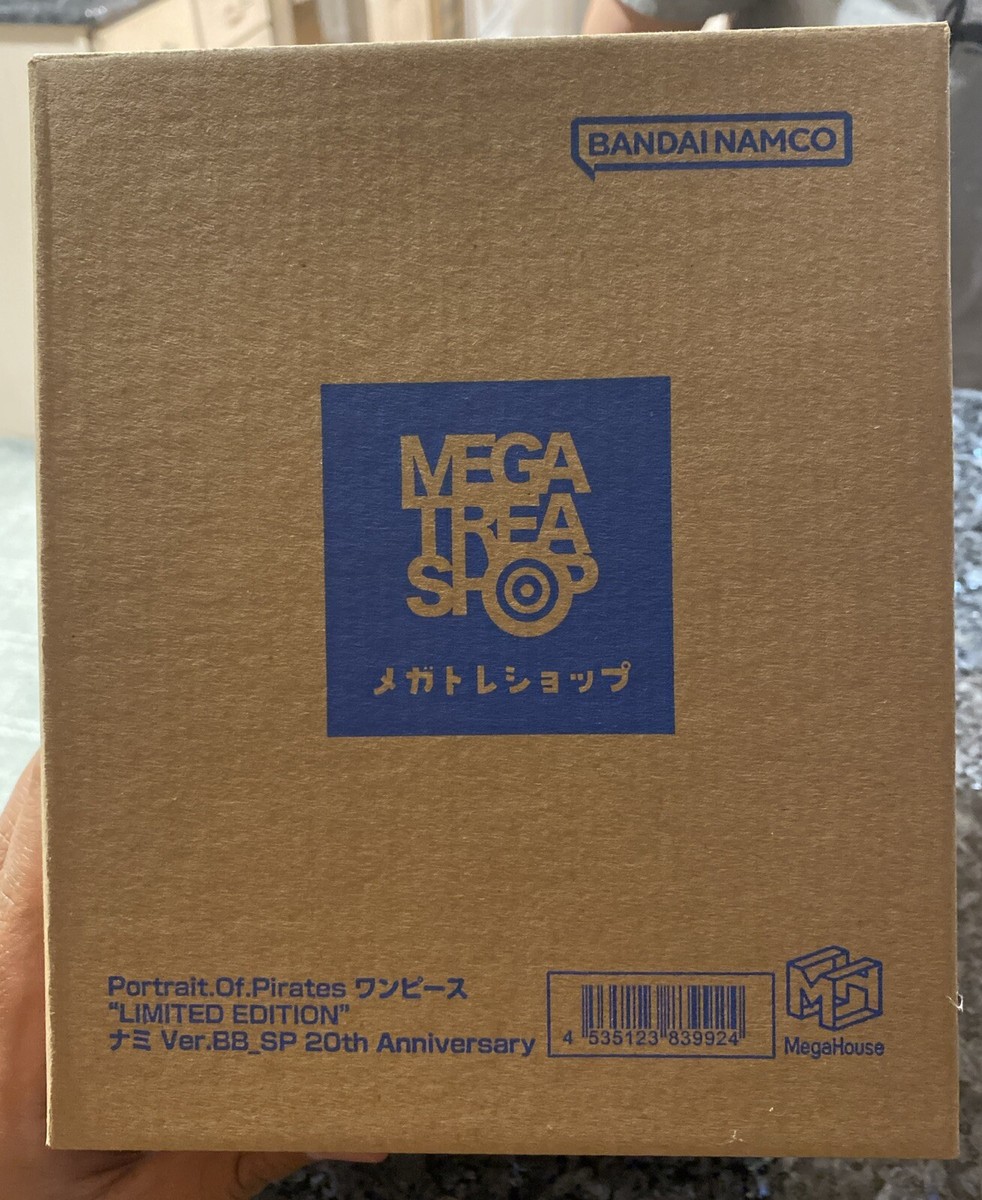 BANDAI NAMCO
MEGA
TREA
SHOP
メガトレショップ
Portrait.Of.Pirates ワンピース
"LIMITED EDITION"
ナミ Ver.BB_SP 20th Anniversary
4 535123 839924
MH
MegaHouse